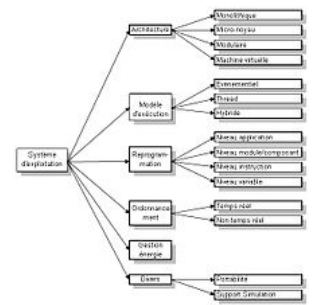 Système
d'exploitation
Architecture
Monolithique
Micro noyau
Modulaire
Machine virtuelle
Modèle
d'exécution
Evénementiel
Thread
Hybride
Reprogram-
mation
Niveau application
Niveau module/composant
Niveau instruction
Niveau variable
Ordonnance
ment
Temps réel
Non temps réel
Gestion
énergie
Divers
Portabilité
Support Simulation